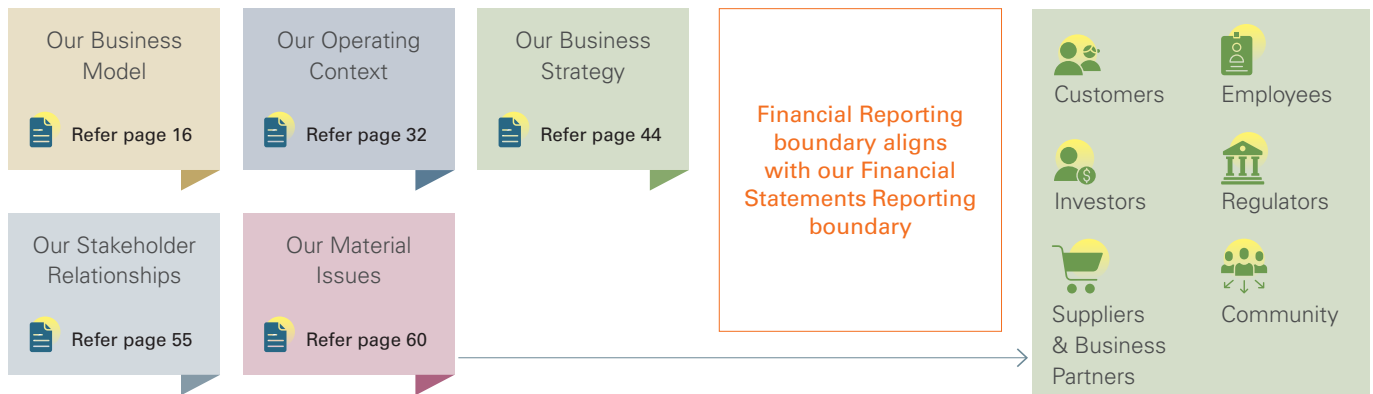 Our Business
Model
Refer page 16
Our Operating
Context
Refer page 32
Our Business
Strategy
Refer page 44
Our Stakeholder
Relationships
Refer page 55
Our Material
Issues
Refer page 60
Financial Reporting
boundary aligns
with our Financial
Statements Reporting
boundary
Customers
Employees
Investors
Regulators
Suppliers
& Business
Partners
Community